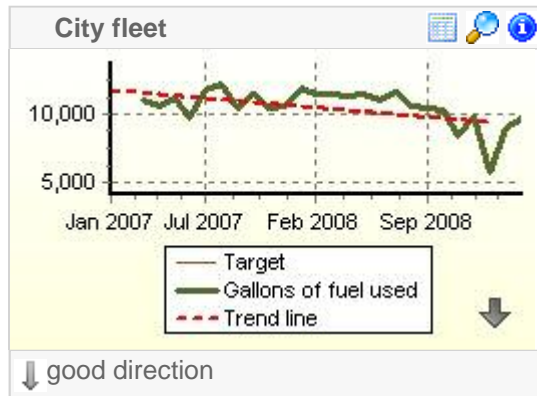 City fleet
10,000
5,000
Jan 2007 Jul 2007 Feb 2008 Sep 2008
Target
Gallons of fuel used
Trend line
good direction